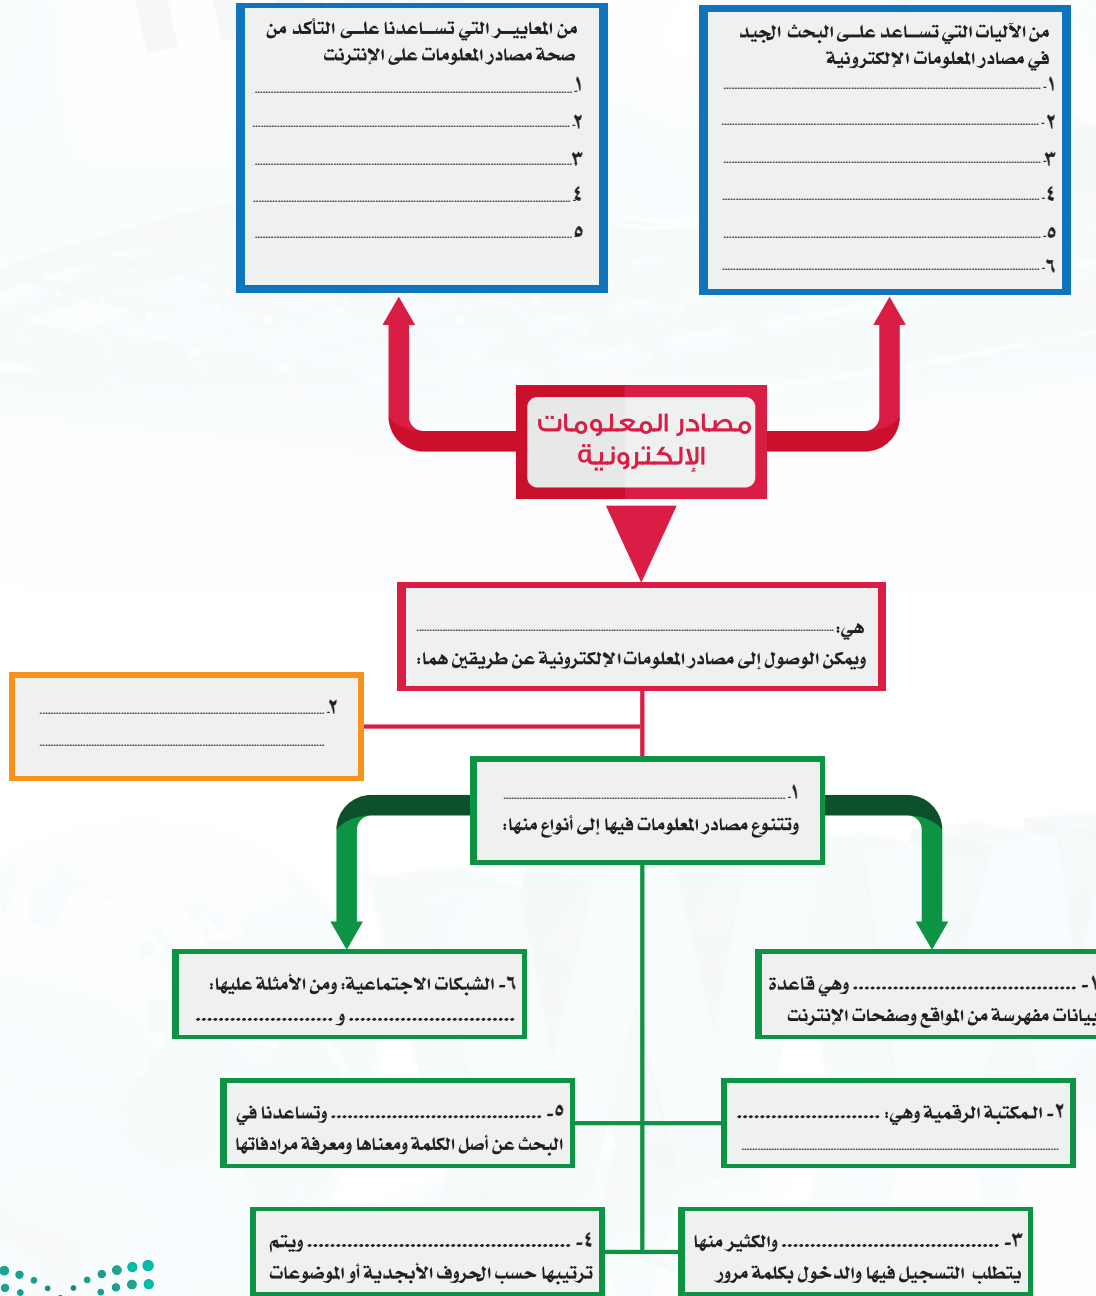 من الآليات التي تساعد على البحث الجيد
في مصادر المعلومات الإلكترونية
١- ........................................
٢- ........................................
٣- ........................................
٤- ........................................
٥- ........................................
٦- ........................................
من المعايير التي تساعدنا على التأكد من
صحة مصادر المعلومات على الإنترنت
١- ........................................
٢- ........................................
٣- ........................................
٤- ........................................
٥- ........................................
مصادر المعلومات
الإلكترونية
هي: ........................................
ويمكن الوصول إلى مصادر المعلومات الإلكترونية عن طريقين هما:
٢- ........................................
........................................
١- ........................................
وتتنوع مصادر المعلومات فيها إلى أنواع منها:
١- ........................................ وهي قاعدة
بيانات مفهرسة من المواقع وصفحات الإنترنت
٦- الشبكات الاجتماعية: ومن الأمثلة عليها:
............................. و ........................
٢- المكتبة الرقمية وهي: .........................
........................................
٥- ..................................... وتساعدنا في
البحث عن أصل الكلمة ومعناها ومعرفة مرادفاتها
٣- ...................................... والكثير منها
يتطلب التسجيل فيها والدخول بكلمة مرور
٤- .............................................. ويتم
ترتيبها حسب الحروف الأبجدية أو الموضوعات